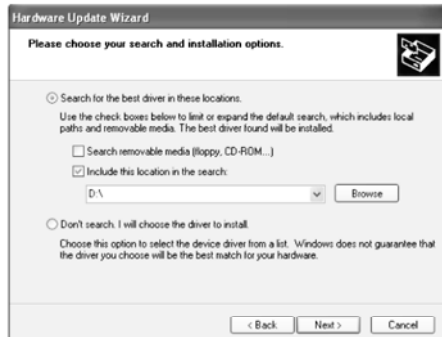 Hardware Update Wizard
Please choose your search and installation options.
Search for the best driver in these locations.
Use the check boxes below to limit or expand the default search, which includes local
paths and removable media. The best driver found will be installed.
Search removable media (floppy, CD-ROM...)
Include this location in the search:
D:\
Browse
Don't search. I will choose the driver to install.
Choose this option to select the device driver from a list. Windows does not guarantee that
the driver you choose will be the best match for your hardware.
< Back
Next >
Cancel